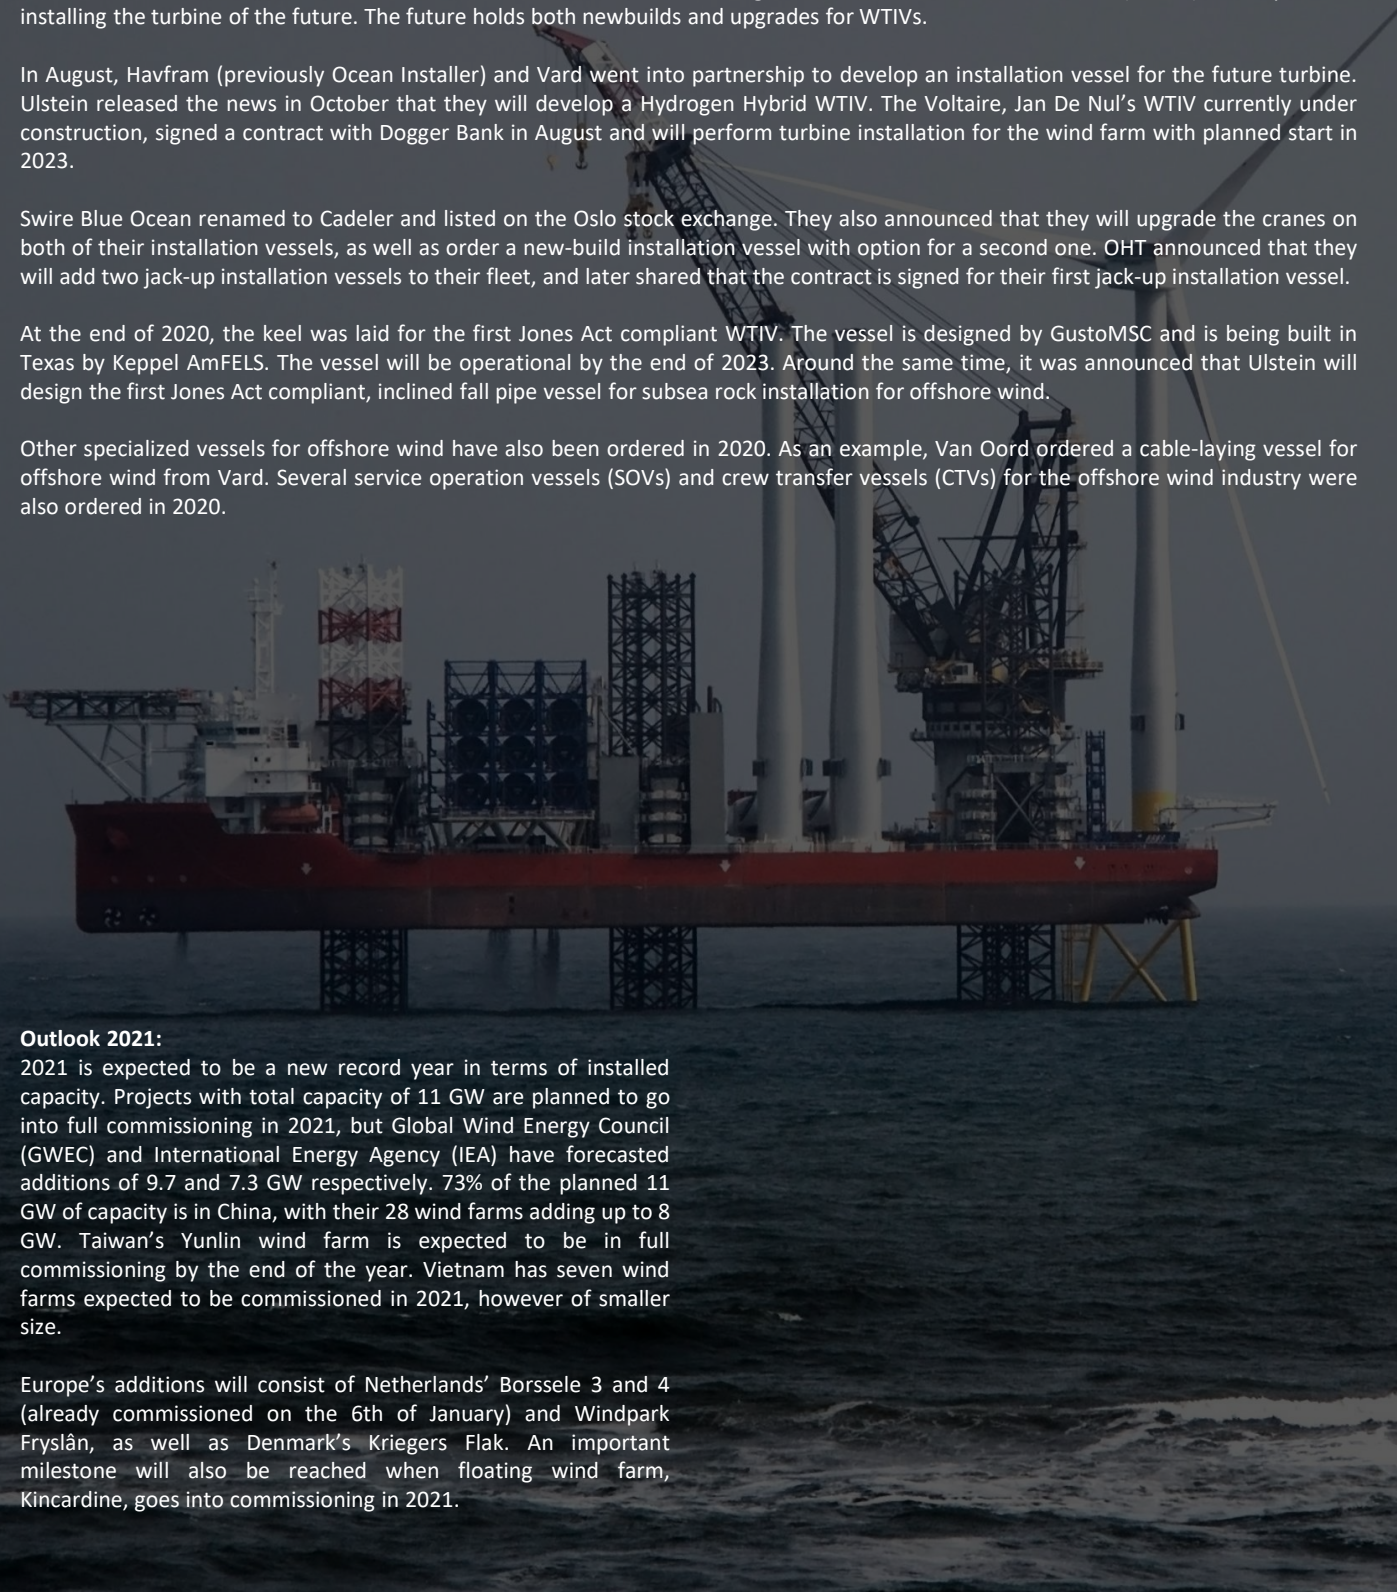 installing the turbine of the future. The future holds both newbuilds and upgrades for WTIVs.
In August, Havfram (previously Ocean Installer) and Vard went into partnership to develop an installation vessel for the future turbine.
Ulstein released the news in October that they will develop a Hydrogen Hybrid WTIV. The Voltaire, Jan De Nul’s WTIV currently under
construction, signed a contract with Dogger Bank in August and will perform turbine installation for the wind farm with planned start in
2023.
Swire Blue Ocean renamed to Cadeler and listed on the Oslo stock exchange. They also announced that they will upgrade the cranes on
both of their installation vessels, as well as order a new-build installation vessel with option for a second one. OHT announced that they
will add two jack-up installation vessels to their fleet, and later shared that the contract is signed for their first jack-up installation vessel.
At the end of 2020, the keel was laid for the first Jones Act compliant WTIV. The vessel is designed by GustoMSC and is being built in
Texas by Keppel AmFELS. The vessel will be operational by the end of 2023. Around the same time, it was announced that Ulstein will
design the first Jones Act compliant, inclined fall pipe vessel for subsea rock installation for offshore wind.
Other specialized vessels for offshore wind have also been ordered in 2020. As an example, Van Oord ordered a cable-laying vessel for
offshore wind from Vard. Several service operation vessels (SOVs) and crew transfer vessels (CTVs) for the offshore wind industry were
also ordered in 2020.
Outlook 2021:
2021 is expected to be a new record year in terms of installed
capacity. Projects with total capacity of 11 GW are planned to go
into full commissioning in 2021, but Global Wind Energy Council
(GWEC) and International Energy Agency (IEA) have forecasted
additions of 9.7 and 7.3 GW respectively. 73% of the planned 11
GW of capacity is in China, with their 28 wind farms adding up to 8
GW. Taiwan’s Yunlin wind farm is expected to be in full
commissioning by the end of the year. Vietnam has seven wind
farms expected to be commissioned in 2021, however of smaller
size.
Europe’s additions will consist of Netherlands’ Borssele 3 and 4
(already commissioned on the 6th of January) and Windpark
Fryslân, as well as Denmark’s Kriegers Flak. An important
milestone will also be reached when floating wind farm,
Kincardine, goes into commissioning in 2021.